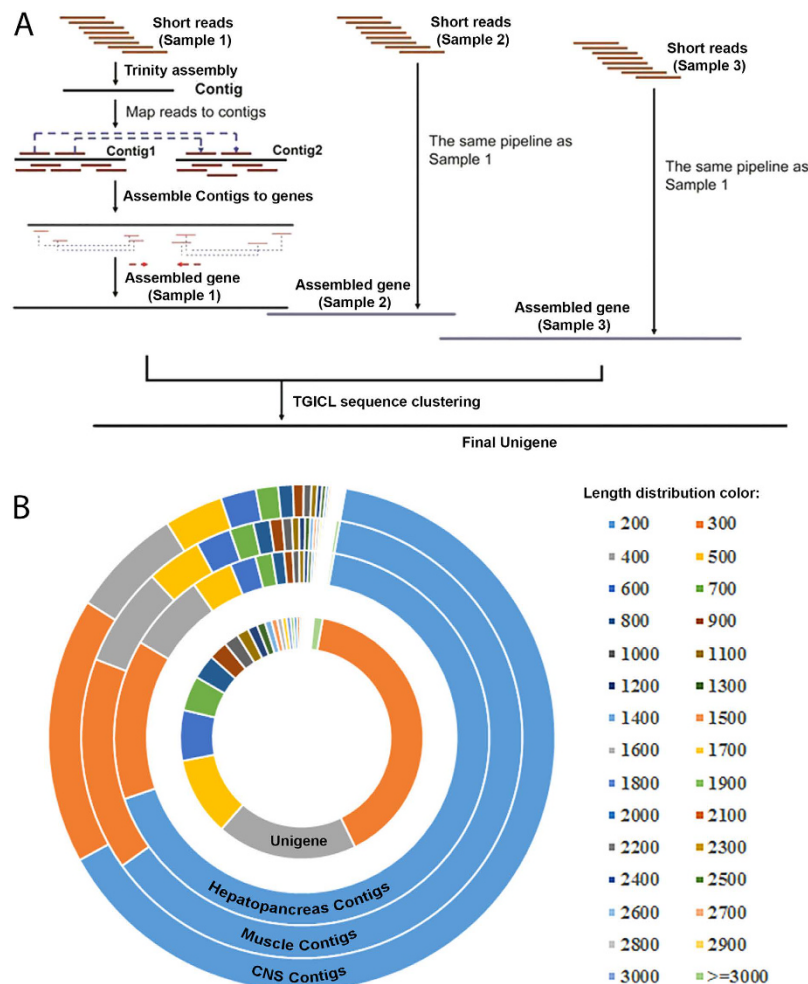 A
Short reads
(Sample 1)
Short reads
(Sample 2)
Short reads
(Sample 3)
Trinity assembly
Contig
Map reads to contigs
Contig1
Contig2
The same pipeline as
Sample 1
The same pipeline as
Sample 1
Assemble Contigs to genes
Assembled gene
(Sample 1)
Assembled gene
(Sample 2)
Assembled gene
(Sample 3)
TGICL sequence clustering
Final Unigene
B
Unigene
Hepatopancreas Contigs
Muscle Contigs
CNS Contigs
Length distribution color:
200 300
400 500
600 700
800 900
1000 1100
1200 1300
1400 1500
1600 1700
1800 1900
2000 2100
2200 2300
2400 2500
2600 2700
2800 2900
3000 >=3000